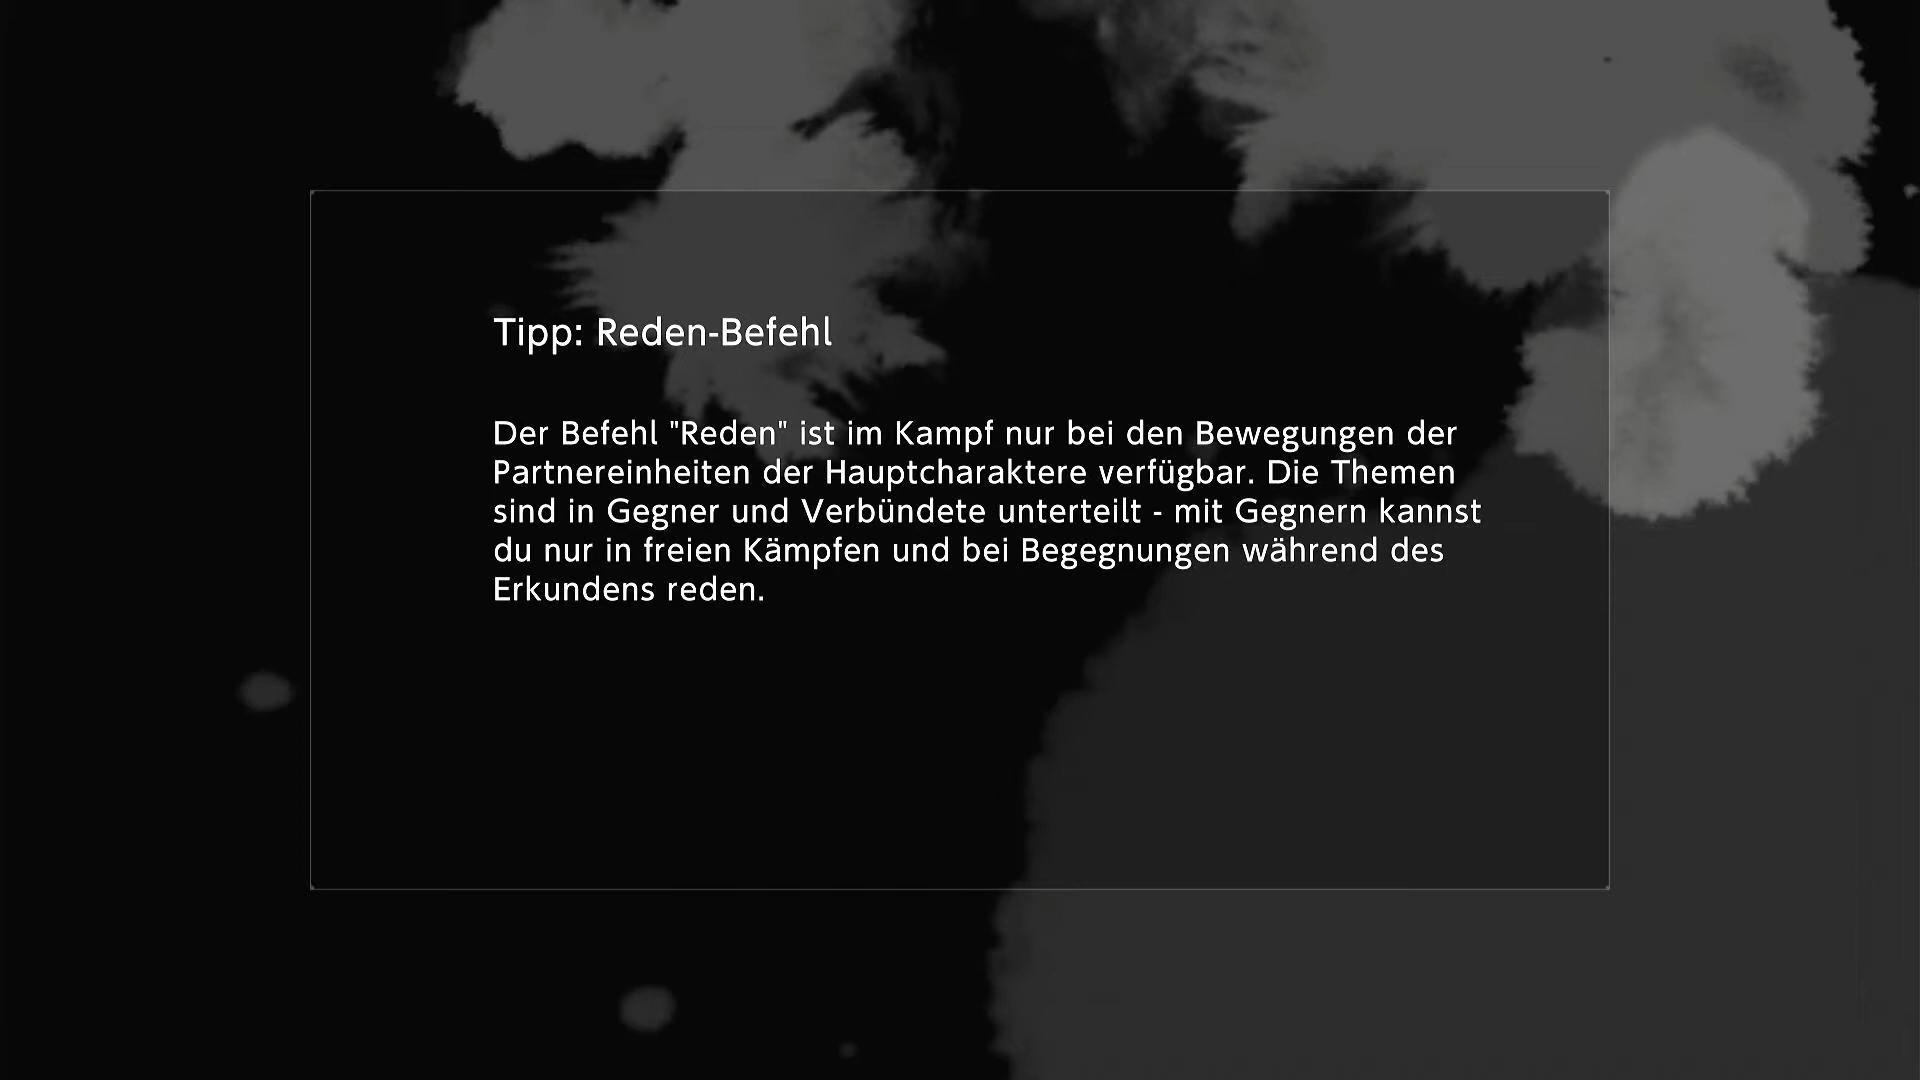 Tipp: Reden-Befehl
Der Befehl "Reden" ist im Kampf nur bei den Bewegungen der
Partnereinheiten der Hauptcharaktere verfügbar. Die Themen
sind in Gegner und Verbündete unterteilt - mit Gegnern kannst
du nur in freien Kämpfen und bei Begegnungen während des
Erkundens reden.